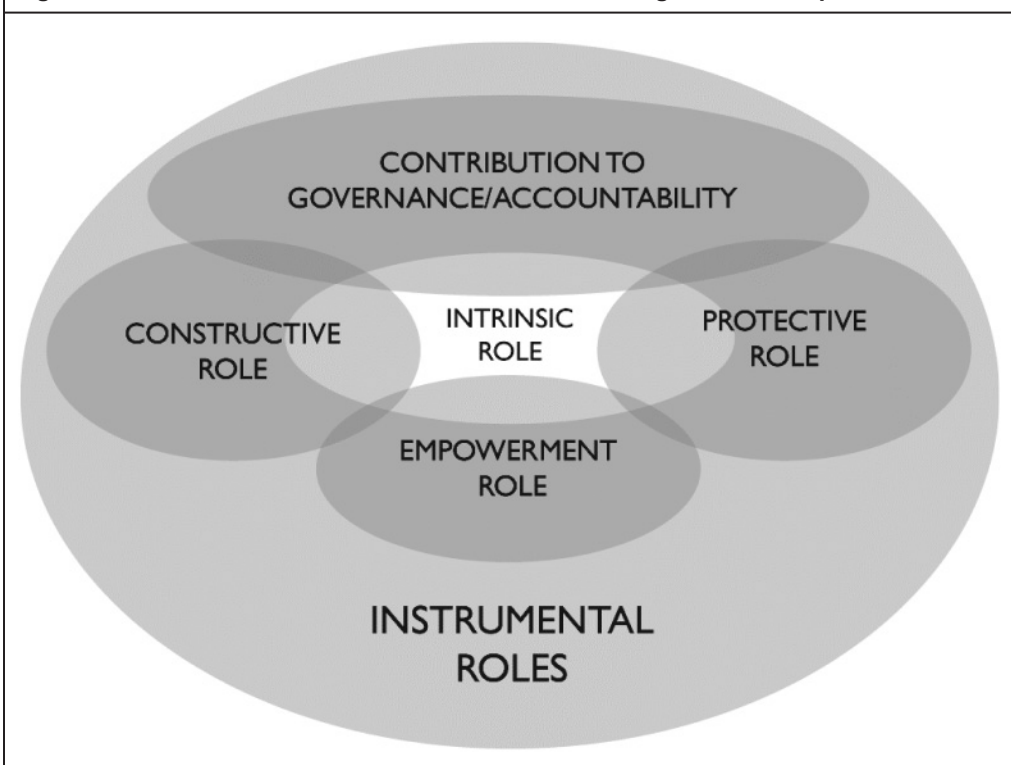 CONTRIBUTION TO
GOVERNANCE/ACCOUNTABILITY
CONSTRUCTIVE
ROLE
INTRINSIC
ROLE
PROTECTIVE
ROLE
EMPOWERMENT
ROLE
INSTRUMENTAL
ROLES